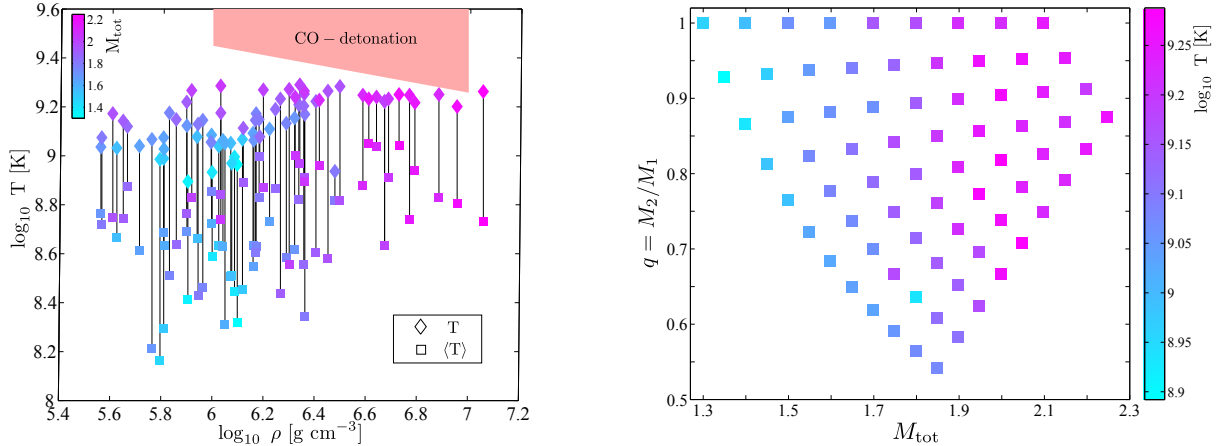 9.6
9.4
9.2
9
8.8
8.6
8.4
8.2
8
log₁₀ T [K]
2.2
2
1.8
1.6
1.4
M_tot
CO − detonation
T
⟨T⟩
5.4 5.6 5.8 6 6.2 6.4 6.6 6.8 7 7.2
log₁₀ ρ [g cm⁻³]
1
0.9
0.8
0.7
0.6
0.5
q = M₂/M₁
1.3 1.5 1.7 1.9 2.1 2.3
M_tot
9.25
9.2
9.15
9.1
9.05
9
8.95
8.9
log₁₀ T [K]